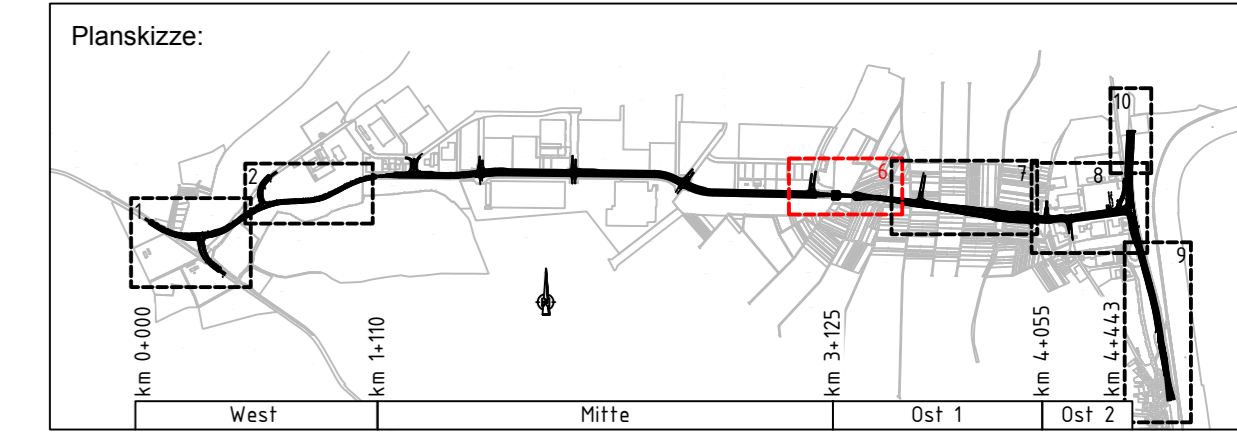 Planskizze:
10
1
2
6
7
8
9
km 0+000
km 1+110
km 3+125
km 4+055
km 4+443
West
Mitte
Ost 1
Ost 2